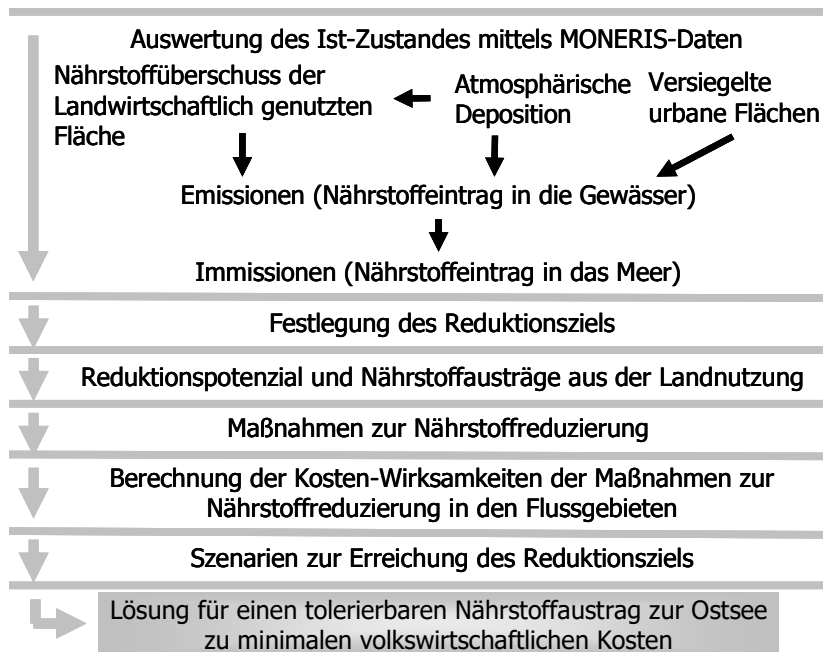 Auswertung des Ist-Zustandes mittels MONERIS-Daten
Nährstoffüberschuss der
Landwirtschaftlich genutzten
Fläche
Atmosphärische
Deposition
Versiegelte
urbane Flächen
Emissionen (Nährstoffeintrag in die Gewässer)
Immissionen (Nährstoffeintrag in das Meer)
Festlegung des Reduktionsziels
Reduktionspotenzial und Nährstoffausträge aus der Landnutzung
Maßnahmen zur Nährstoffreduzierung
Berechnung der Kosten-Wirksamkeiten der Maßnahmen zur
Nährstoffreduzierung in den Flussgebieten
Szenarien zur Erreichung des Reduktionsziels
Lösung für einen tolerierbaren Nährstoffaustrag zur Ostsee
zu minimalen volkswirtschaftlichen Kosten